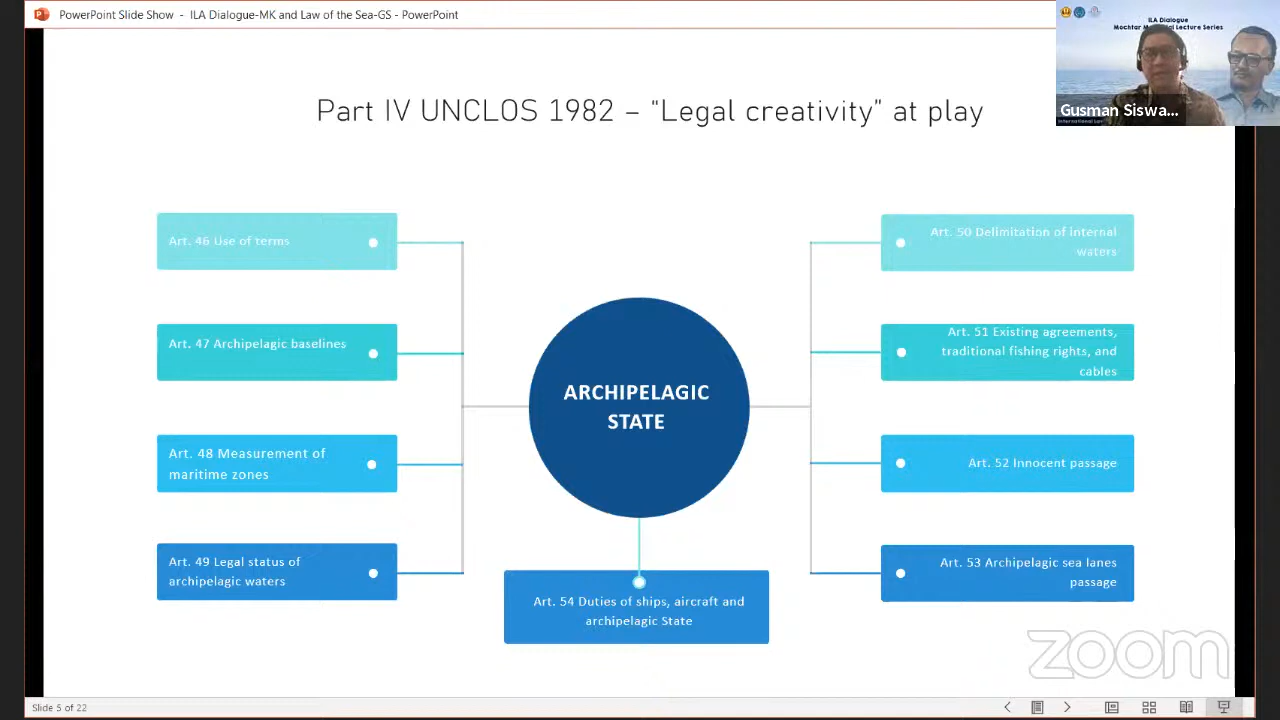 PowerPoint Slide Show - ILA Dialogue-MK and Law of the Sea-GS - PowerPoint
ILA Dialogue
Lecture Series
Gusman Siswa...
Part IV UNCLOS 1982 – “Legal creativity” at play
Art. 46 Use of terms
Art. 47 Archipelagic baselines
Art. 48 Measurement of
maritime zones
Art. 49 Legal status of
archipelagic waters
ARCHIPELAGIC
STATE
Art. 54 Duties of ships, aircraft and
archipelagic State
Art. 50 Delimitation of internal
waters
Art. 51 Existing agreements,
traditional fishing rights, and
cables
Art. 52 Innocent passage
Art. 53 Archipelagic sea lanes
passage
zoom
Slide 5 of 22